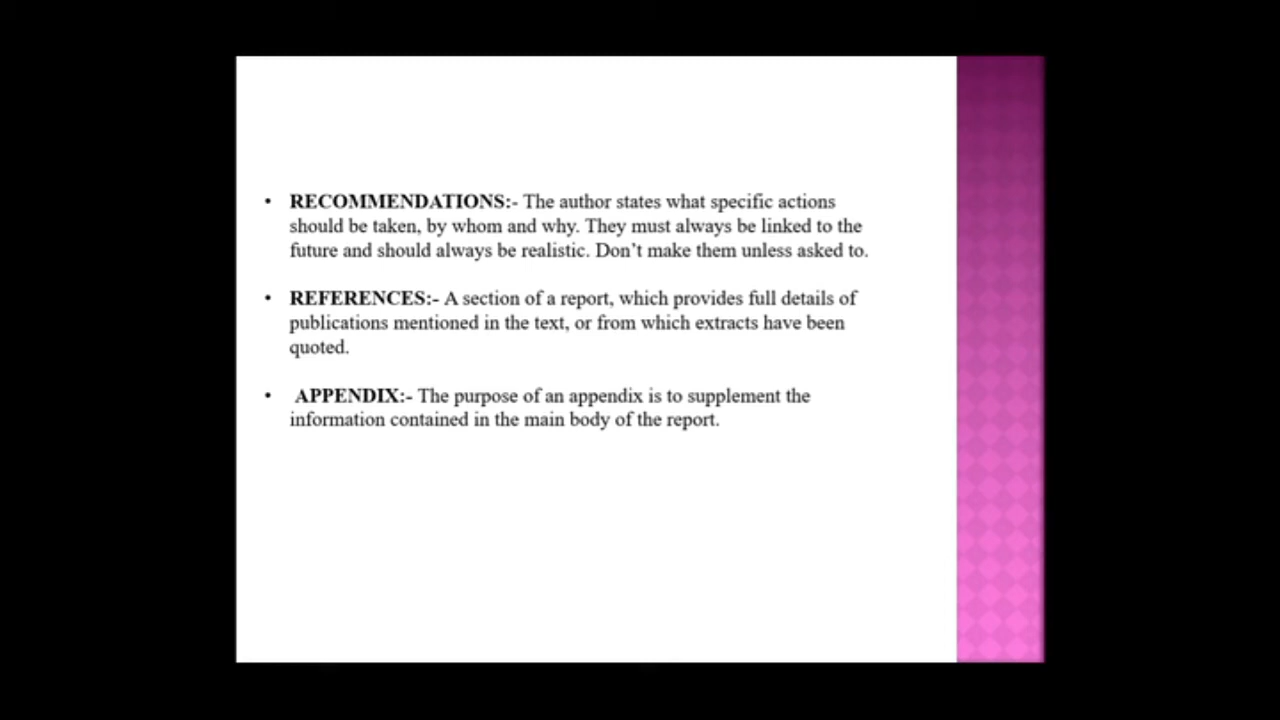 • RECOMMENDATIONS:- The author states what specific actions
should be taken, by whom and why. They must always be linked to the
future and should always be realistic. Don't make them unless asked to.
• REFERENCES:- A section of a report, which provides full details of
publications mentioned in the text, or from which extracts have been
quoted.
• APPENDIX:- The purpose of an appendix is to supplement the
information contained in the main body of the report.